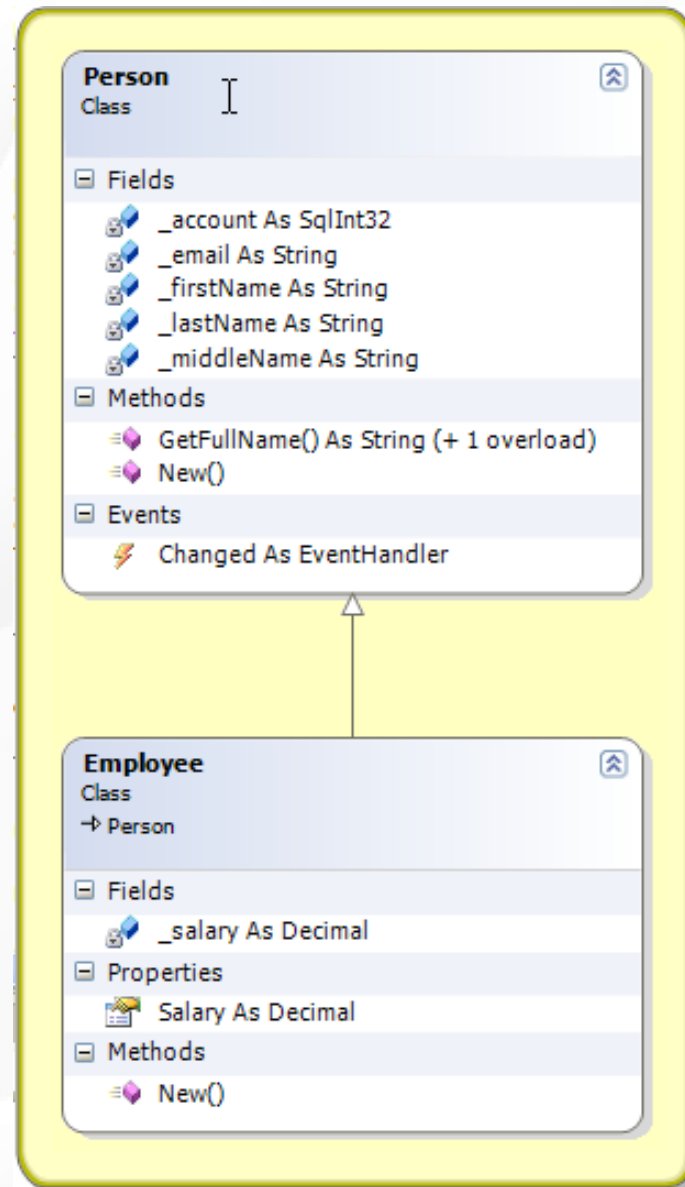 Person
Class
Fields
_account As SqlInt32
_email As String
_firstName As String
_lastName As String
_middleName As String
Methods
GetFullName() As String (+ 1 overload)
New()
Events
Changed As EventHandler
Employee
Class
Person
Fields
_salary As Decimal
Properties
Salary As Decimal
Methods
New()